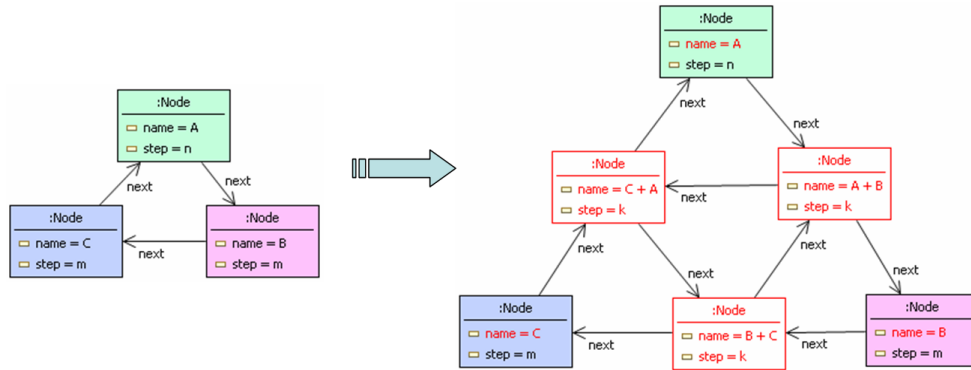 :Node
name = A
step = n
next
next
:Node
name = C
step = m
next
:Node
name = B
step = m
:Node
name = A
step = n
next
next
:Node
name = C + A
step = k
next
:Node
name = A + B
step = k
next
next
next
next
:Node
name = C
step = m
next
:Node
name = B + C
step = k
next
:Node
name = B
step = m